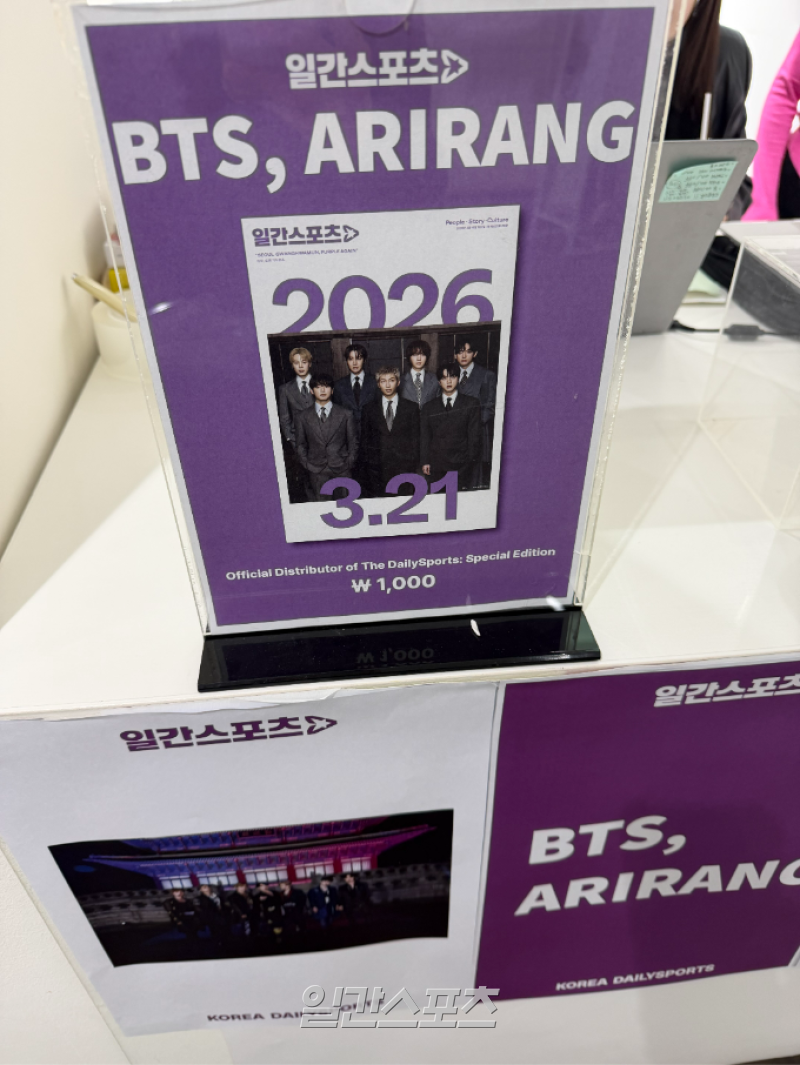 일간스포츠
BTS, ARIRANG
일간스포츠
People·Story·Culture
2026
3.21
Official Distributor of The DailySports: Special Edition
₩ 1,000
₩ 1,000
일간스포츠
일간스포츠
BTS,
ARIRANG
KOREA DAILYSPORTS
KOREA
일간스포츠